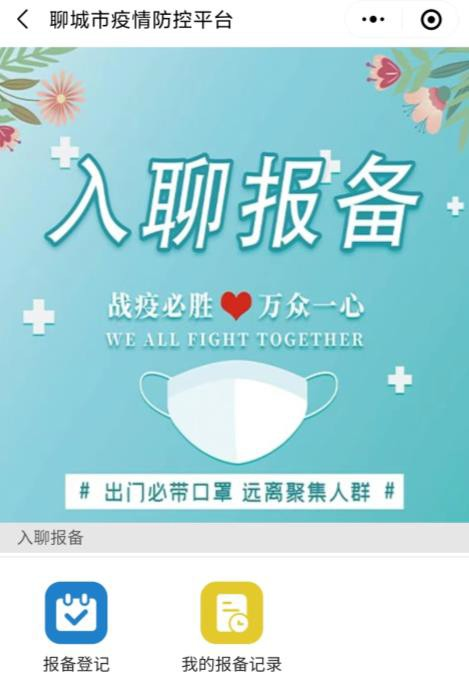 聊城市疫情防控平台
入聊报备
战疫必胜 万众一心
WE ALL FIGHT TOGETHER
# 出门必带口罩 远离聚集人群 #
入聊报备
报备登记 我的报备记录